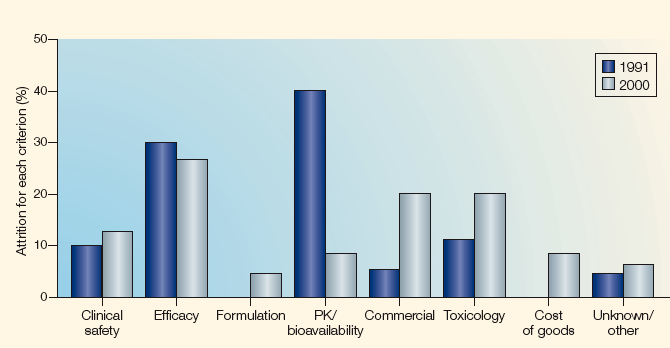 Attrition for each criterion (%)
50
40
30
20
10
0
1991
2000
Clinical
safety
Efficacy
Formulation
PK/
bioavailability
Commercial
Toxicology
Cost
of goods
Unknown/
other